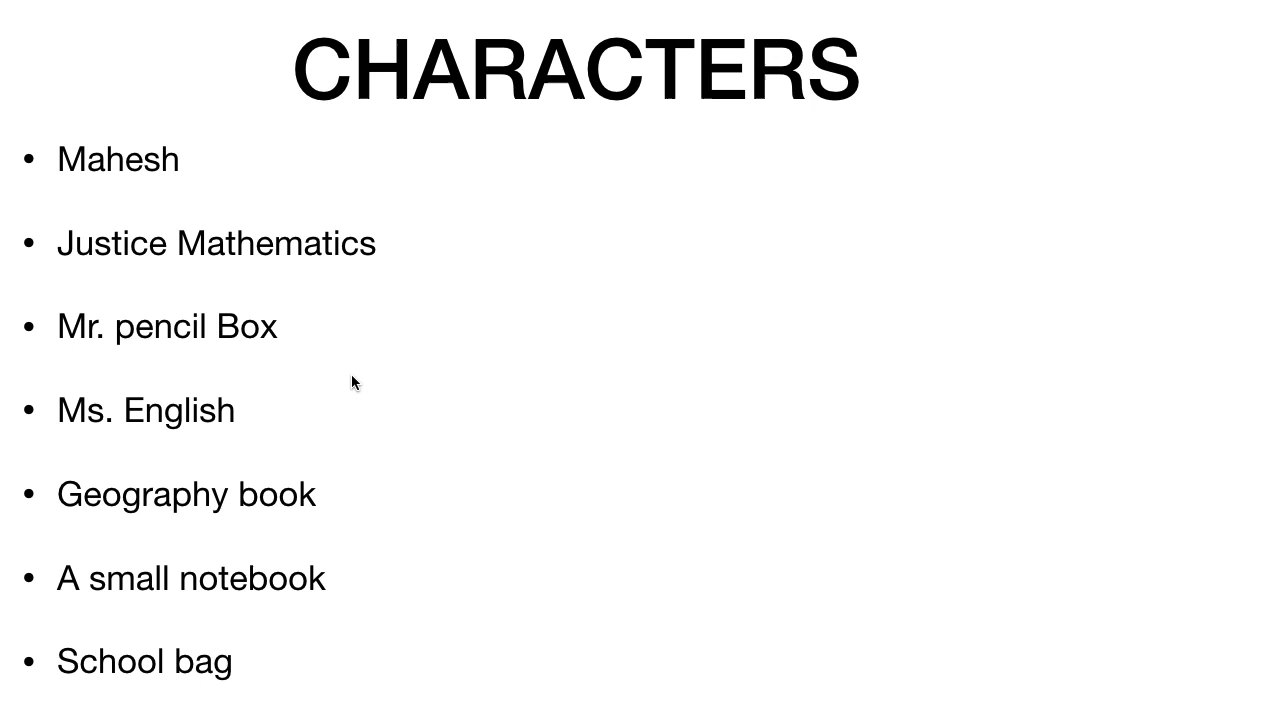 CHARACTERS
• Mahesh
• Justice Mathematics
• Mr. pencil Box
• Ms. English
• Geography book
• A small notebook
• School bag